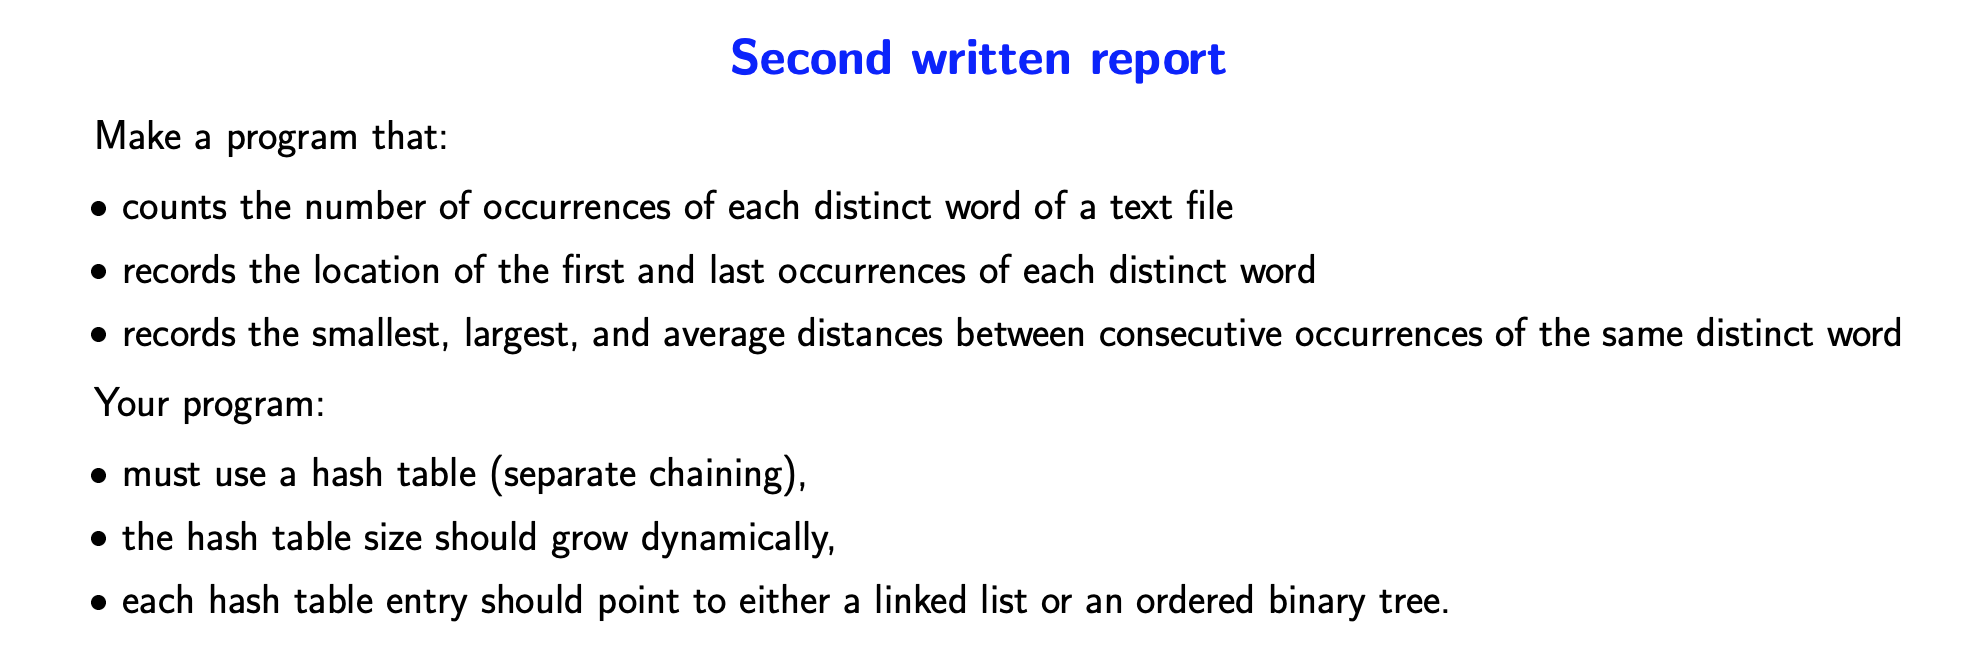 Second written report
Make a program that:
• counts the number of occurrences of each distinct word of a text file
• records the location of the first and last occurrences of each distinct word
• records the smallest, largest, and average distances between consecutive occurrences of the same distinct word
Your program:
• must use a hash table (separate chaining),
• the hash table size should grow dynamically,
• each hash table entry should point to either a linked list or an ordered binary tree.